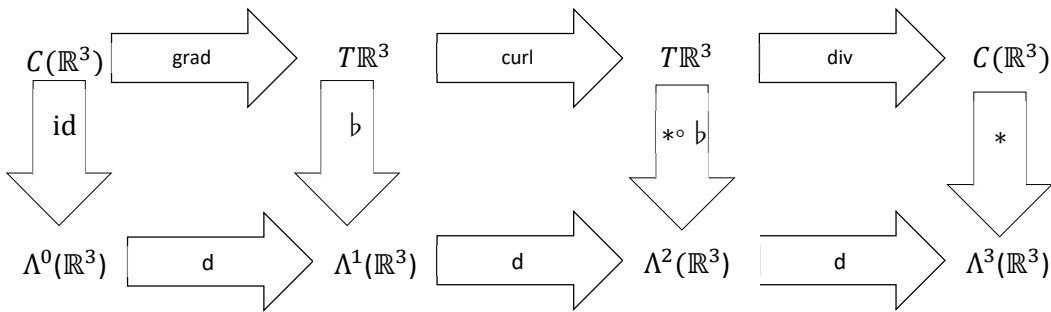 C(ℝ³) grad Tℝ³ curl Tℝ³ div C(ℝ³)
id ♭ *∘ ♭ *
Λ⁰(ℝ³) d Λ¹(ℝ³) d Λ²(ℝ³) d Λ³(ℝ³)